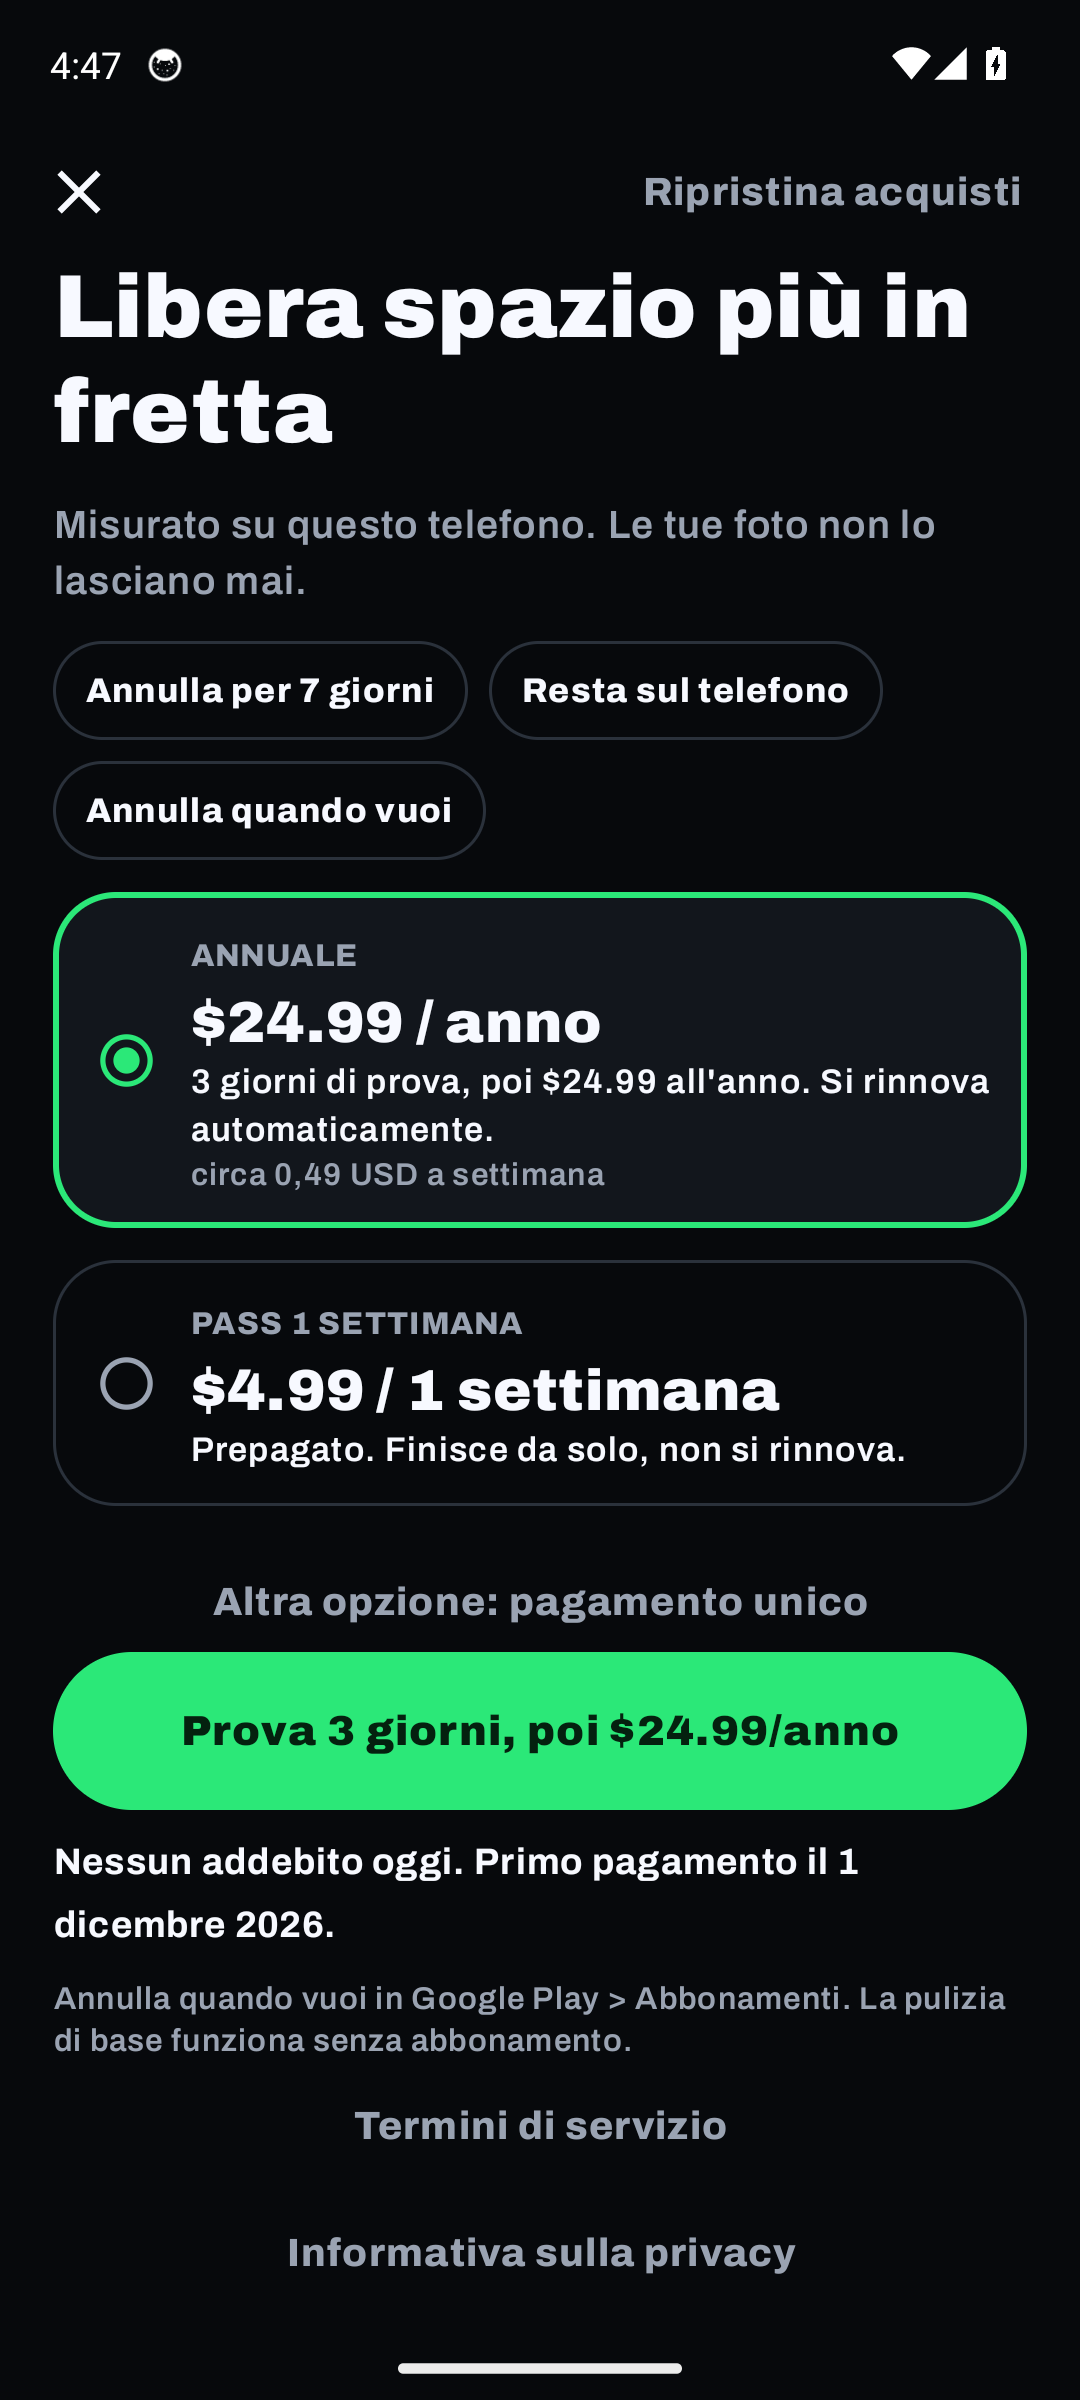 4:47
Ripristina acquisti
Libera spazio più in
fretta
Misurato su questo telefono. Le tue foto non lo
lasciano mai.
Annulla per 7 giorni
Resta sul telefono
Annulla quando vuoi
ANNUALE
$24.99 / anno
3 giorni di prova, poi $24.99 all'anno. Si rinnova
automaticamente.
circa 0,49 USD a settimana
PASS 1 SETTIMANA
$4.99 / 1 settimana
Prepagato. Finisce da solo, non si rinnova.
Altra opzione: pagamento unico
Prova 3 giorni, poi $24.99/anno
Nessun addebito oggi. Primo pagamento il 1
dicembre 2026.
Annulla quando vuoi in Google Play > Abbonamenti. La pulizia
di base funziona senza abbonamento.
Termini di servizio
Informativa sulla privacy